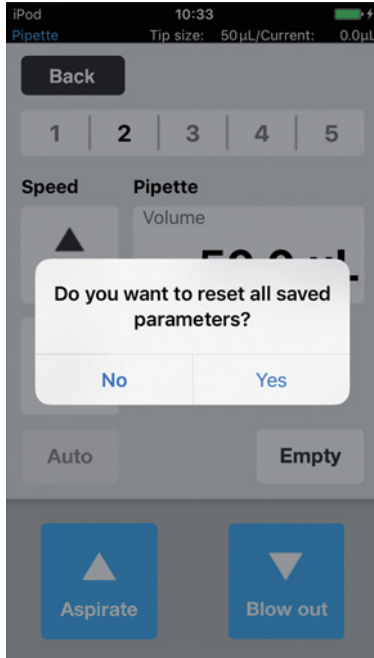 iPod 10:33
Pipette Tip size: 50µL/Current: 0.0µL
Back
1 2 3 4 5
Speed Pipette
Volume
Do you want to reset all saved
parameters?
No Yes
Auto Empty
Aspirate Blow out